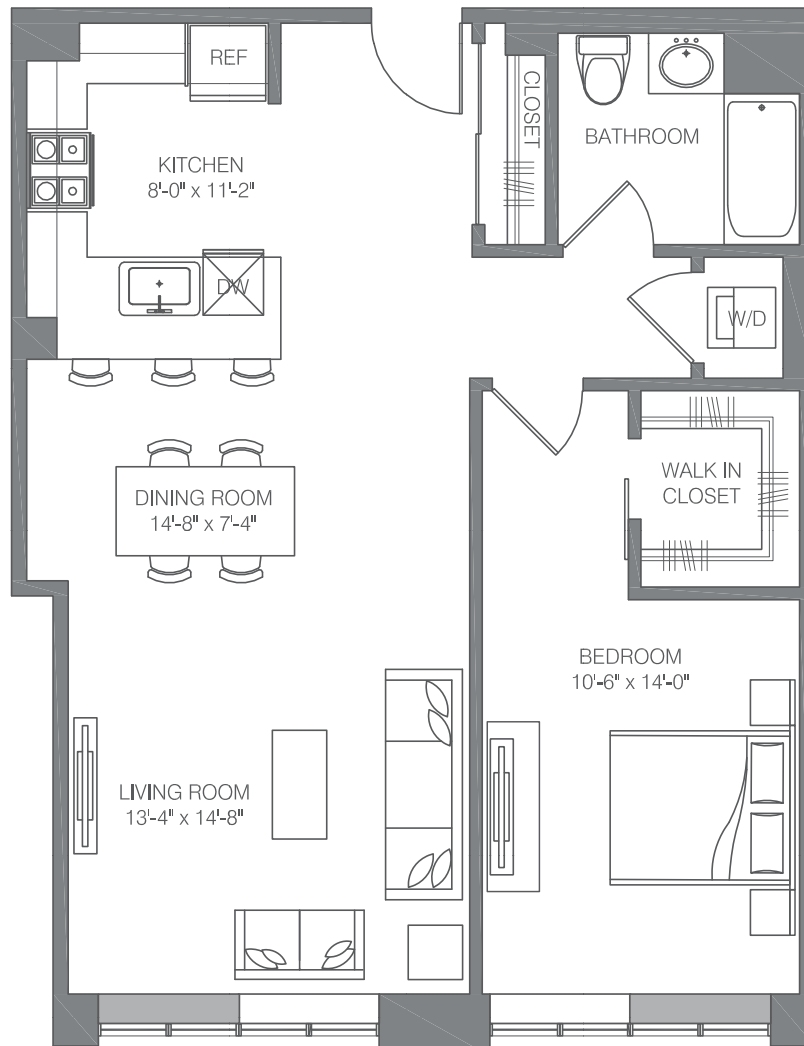 REF
CLOSET
BATHROOM
KITCHEN
8'-0" x 11'-2"
DW
W/D
WALK IN
CLOSET
DINING ROOM
14'-8" x 7'-4"
BEDROOM
10'-6" x 14'-0"
LIVING ROOM
13'-4" x 14'-8"